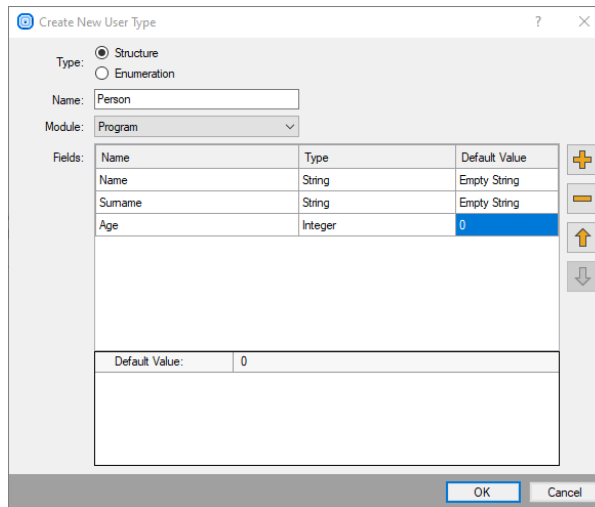 Create New User Type
Type: Structure
Enumeration
Name: Person
Module: Program
Fields: Name Type Default Value
Name String Empty String
Surname String Empty String
Age Integer 0
Default Value: 0
OK Cancel